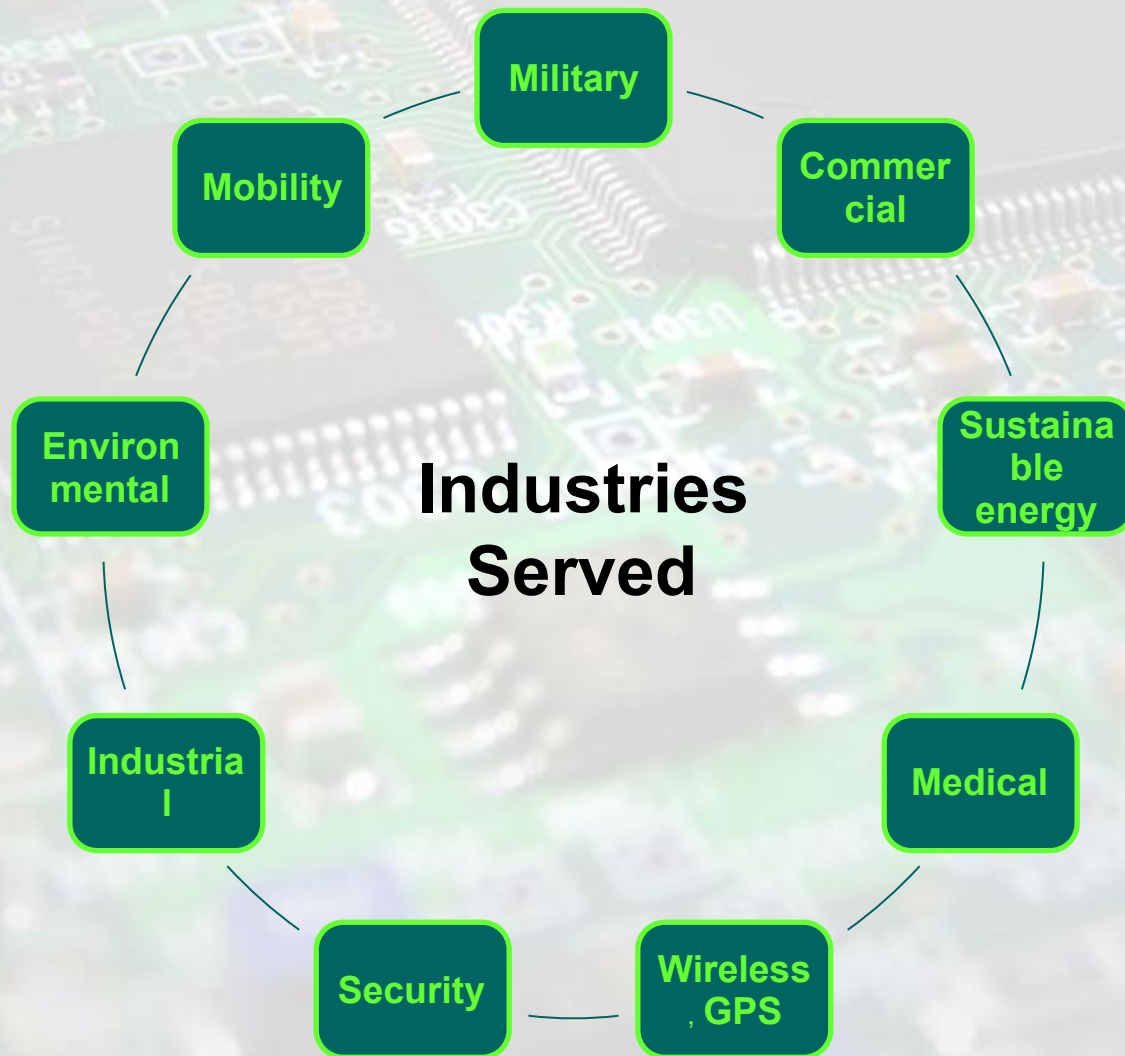 Military
Commer
cial
Sustaina
ble
energy
Medical
Wireless
, GPS
Security
Industria
l
Environ
mental
Mobility
Industries
Served